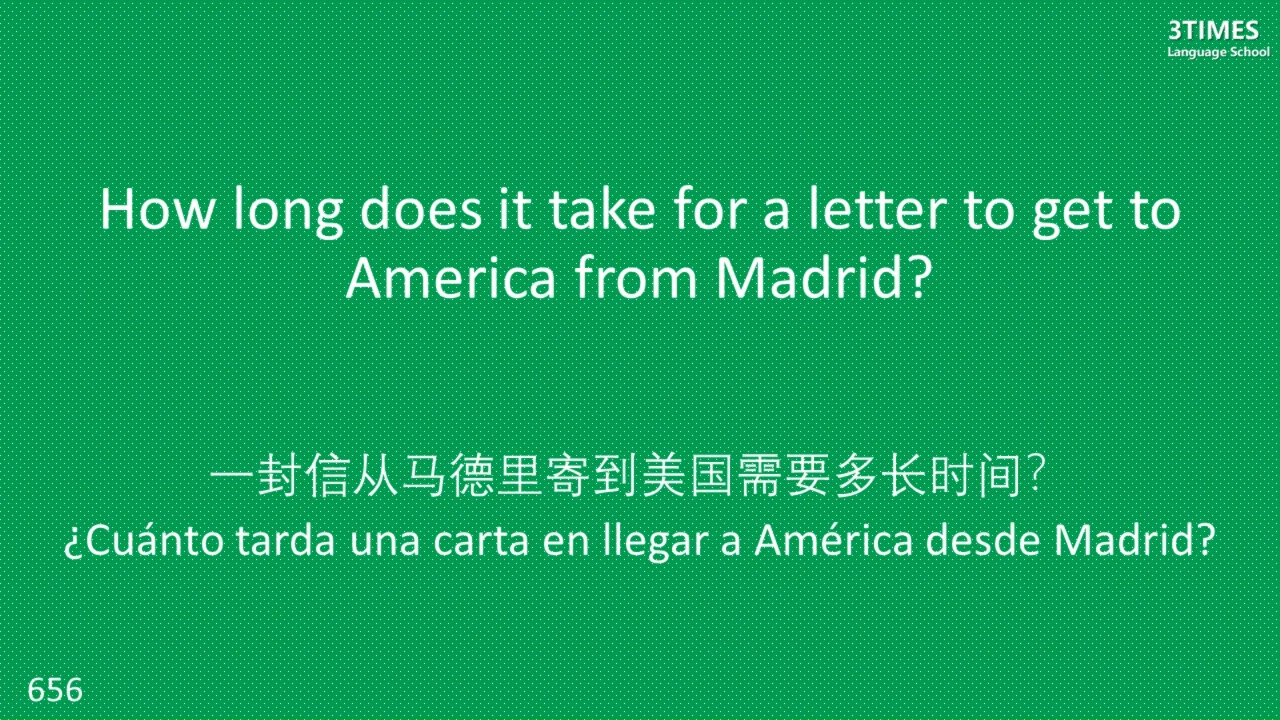 3TIMES
Language School
How long does it take for a letter to get to
America from Madrid?
一封信从马德里寄到美国需要多长时间?
¿Cuánto tarda una carta en llegar a América desde Madrid?
656